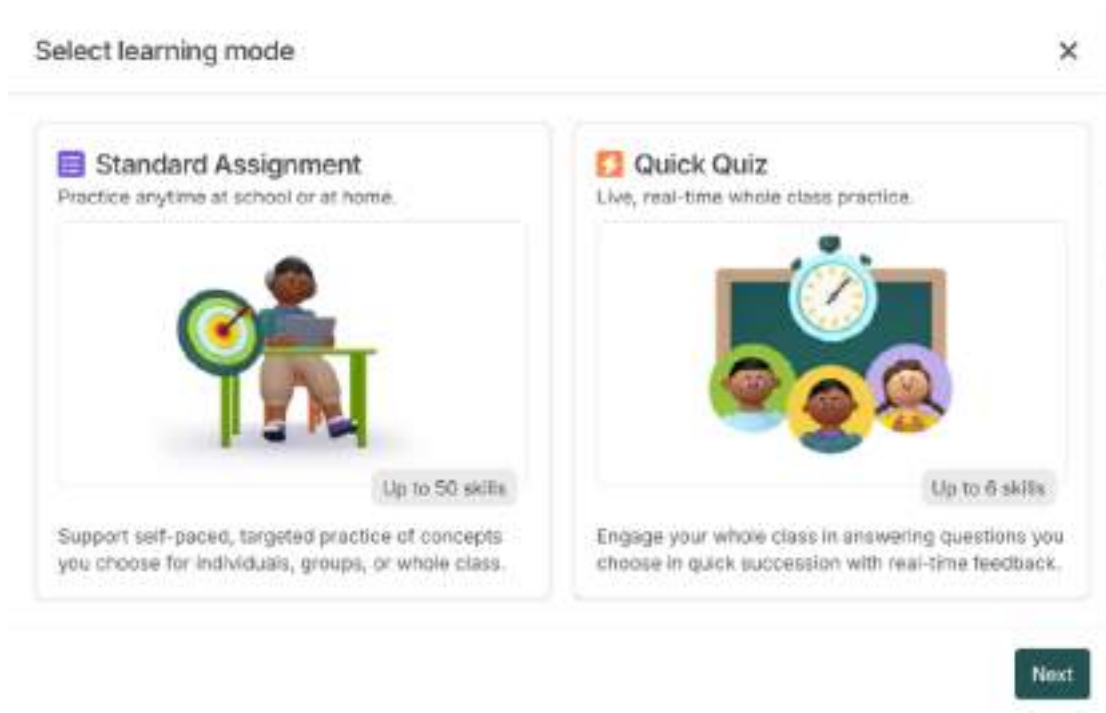 Select learning mode
Standard Assignment
Practice anytime at school or at home.
Up to 50 skills
Support self-paced, targeted practice of concepts
you choose for individuals, groups, or whole class.
Quick Quiz
Live, real-time whole class practice.
Up to 6 skills
Engage your whole class in answering questions you
choose in quick succession with real-time feedback.
Next